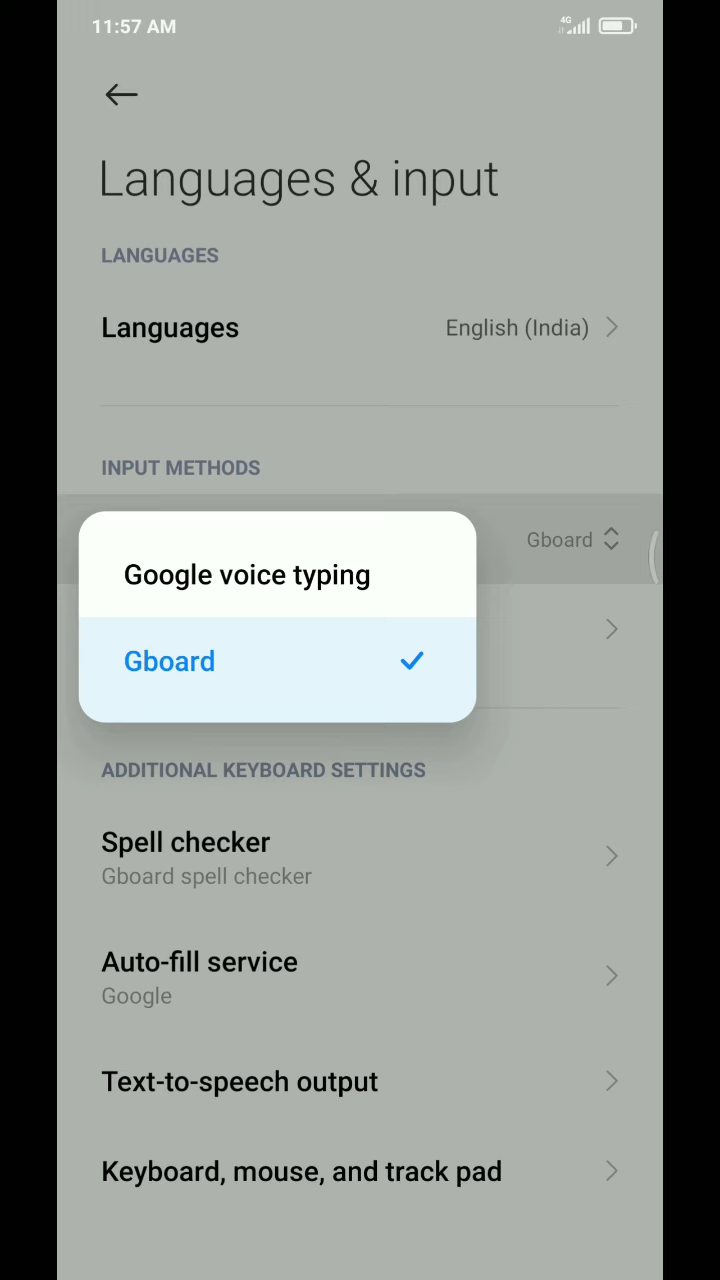 11:57 AM
4G
Languages & input
LANGUAGES
Languages
English (India)
INPUT METHODS
Gboard
Google voice typing
Gboard
ADDITIONAL KEYBOARD SETTINGS
Spell checker
Gboard spell checker
Auto-fill service
Google
Text-to-speech output
Keyboard, mouse, and track pad